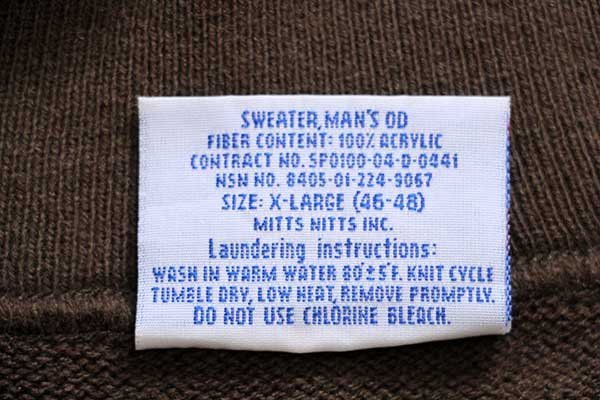 SWEATER, MAN'S OD
FIBER CONTENT: 100% ACRYLIC
CONTRACT NO. SP0100-04-D-0441
NSN NO. 8405-01-224-9067
SIZE: X-LARGE (46-48)
MITTS NITTS INC.
Laundering instructions:
WASH IN WARM WATER 80°±5°F. KNIT CYCLE
TUMBLE DRY, LOW HEAT, REMOVE PROMPTLY.
DO NOT USE CHLORINE BLEACH.